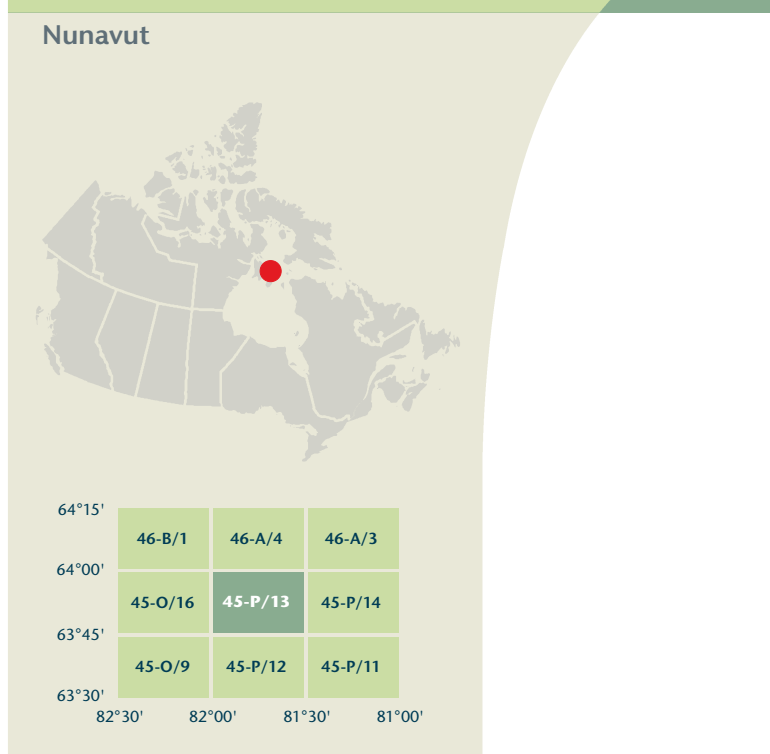 Nunavut
64°15'
46-B/1 46-A/4 46-A/3
64°00'
45-O/16 45-P/13 45-P/14
63°45'
45-O/9 45-P/12 45-P/11
63°30'
82°30' 82°00' 81°30' 81°00'